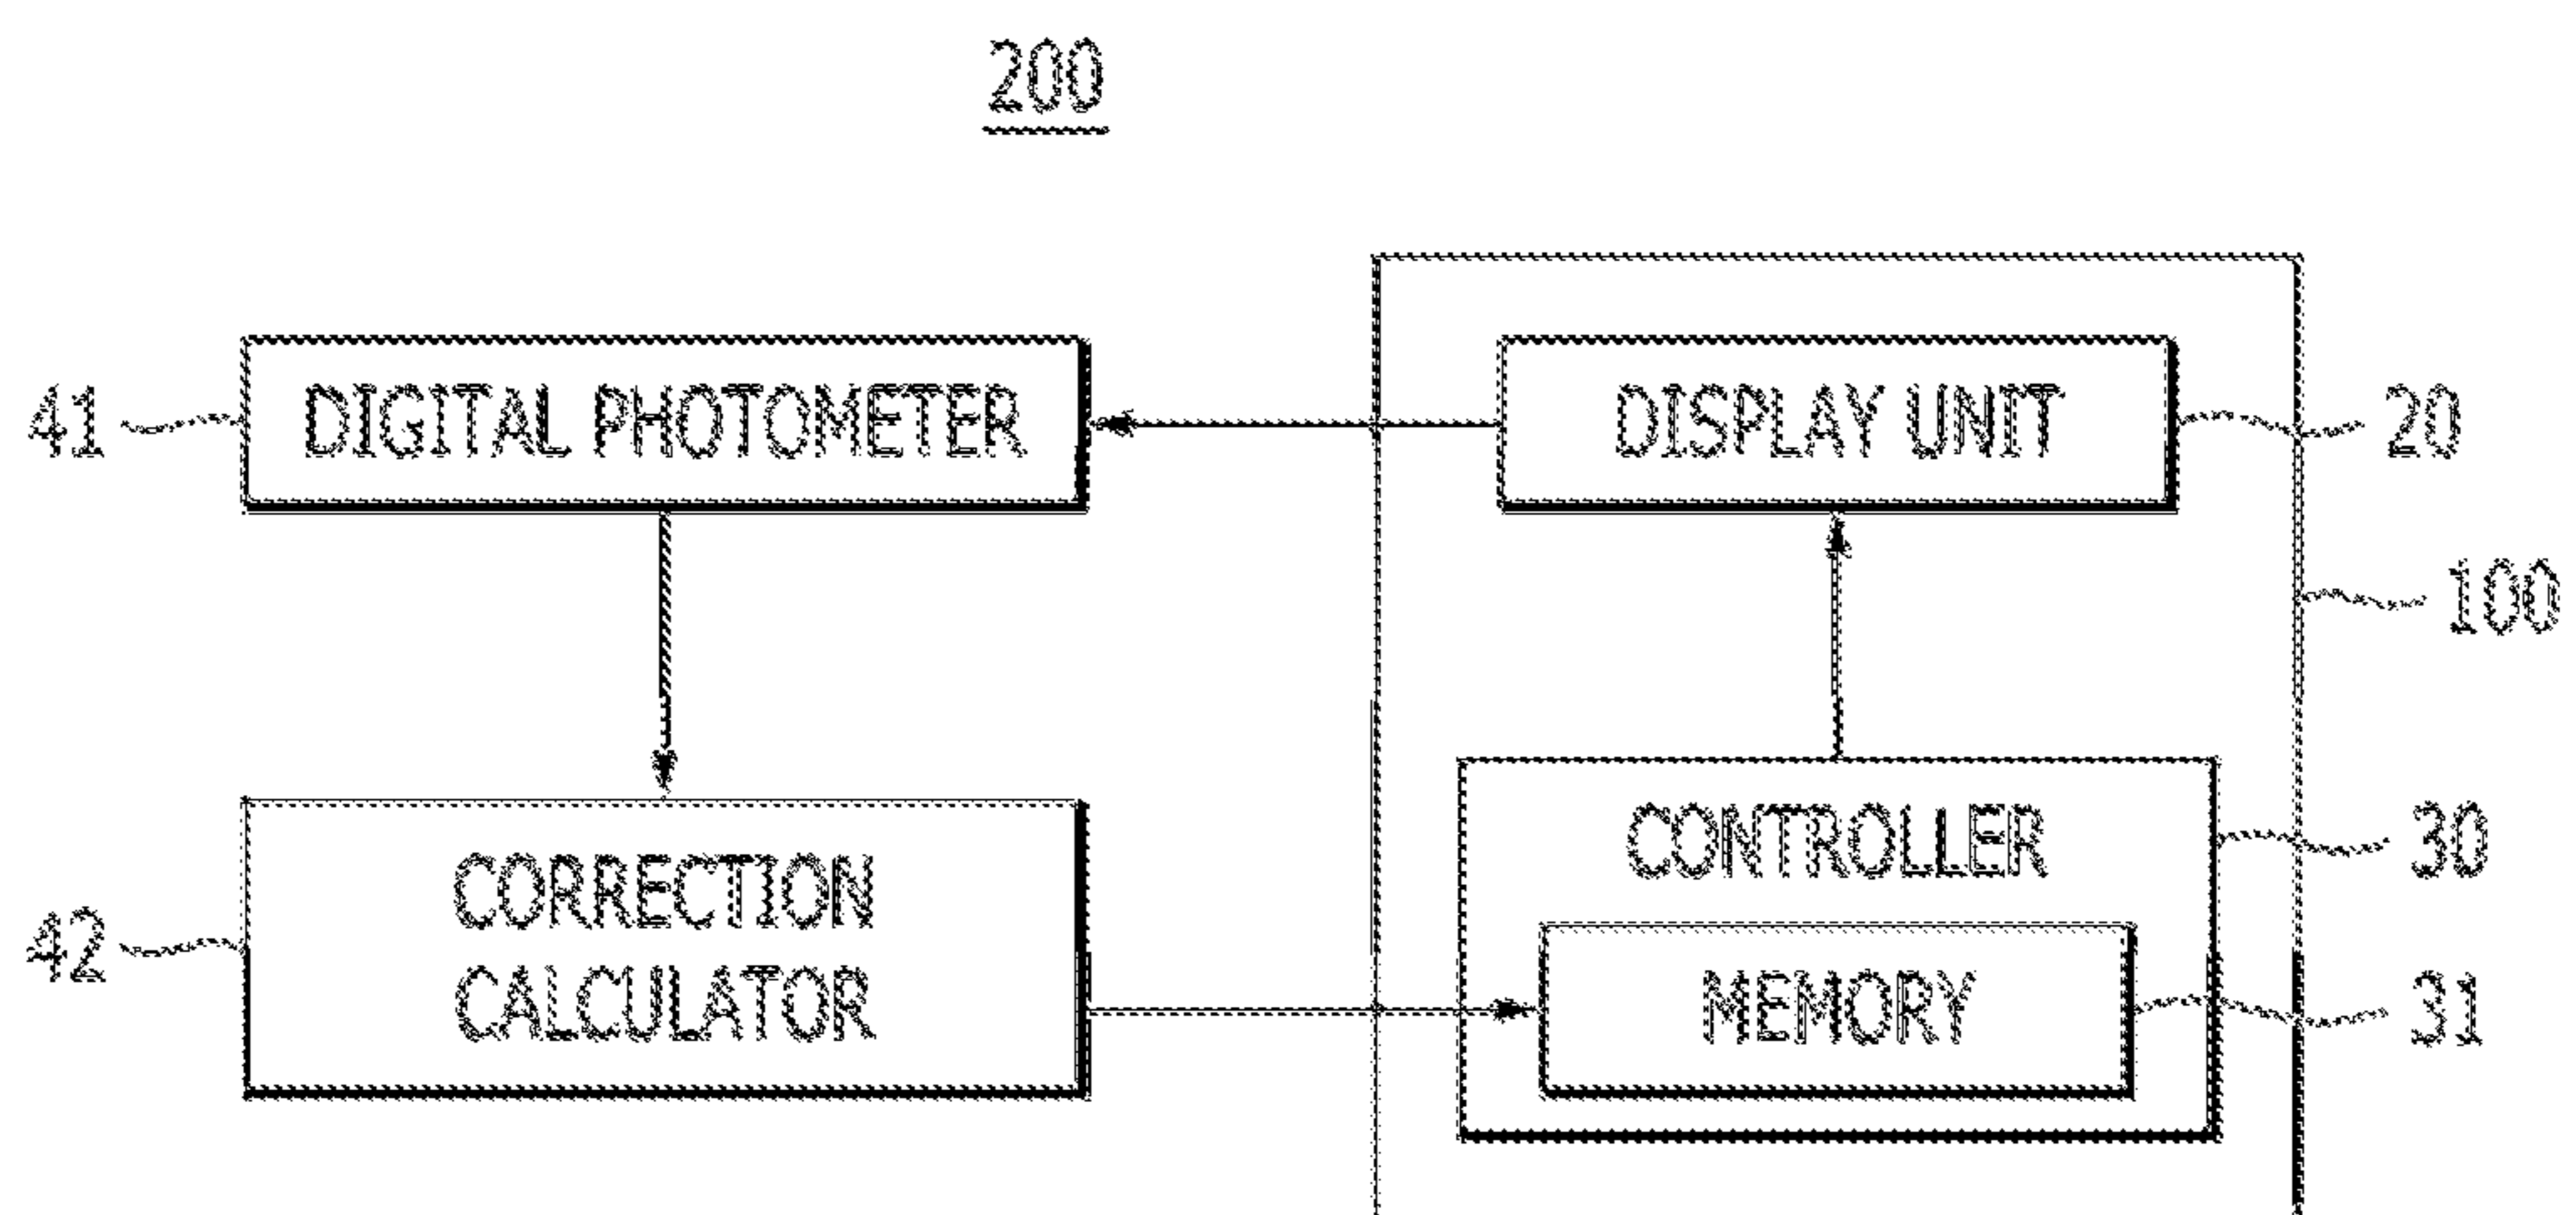 200
41
DIGITAL PHOTOMETER
DISPLAY UNIT
20
100
CONTROLLER
30
42
CORRECTION
CALCULATOR
MEMORY
31